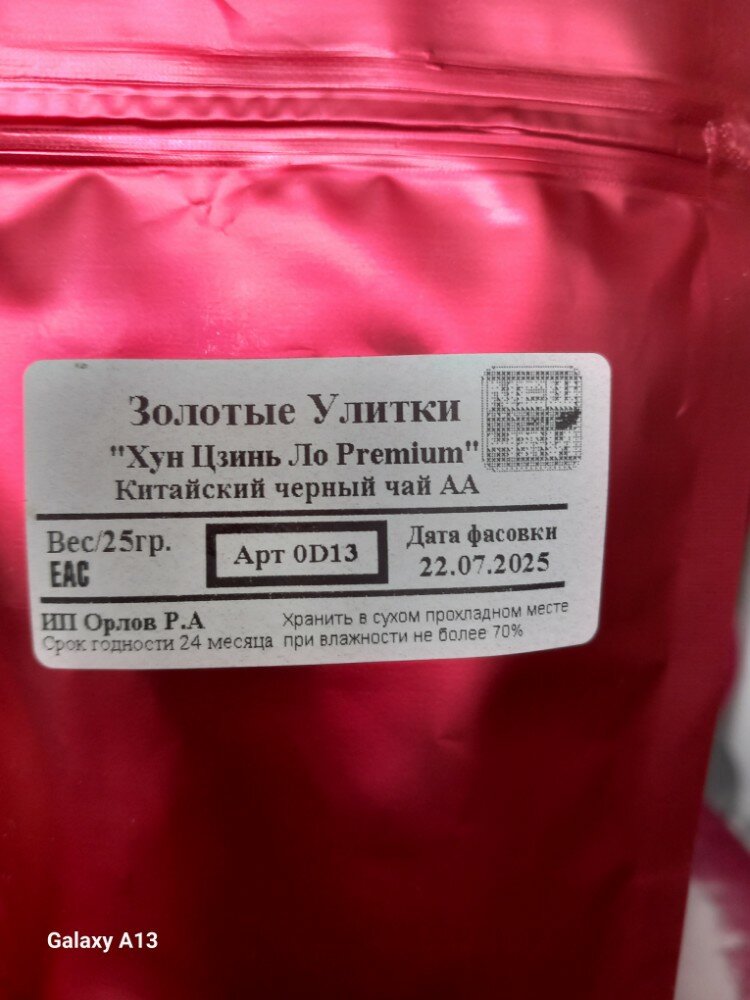 Золотые Улитки
"Хун Цзинь Ло Premium"
Китайский черный чай АА
Вес/25гр.
EAC
Арт 0D13
Дата фасовки
22.07.2025
ИП Орлов Р.А
Срок годности 24 месяца
Хранить в сухом прохладном месте
при влажности не более 70%
NEW
Galaxy A13